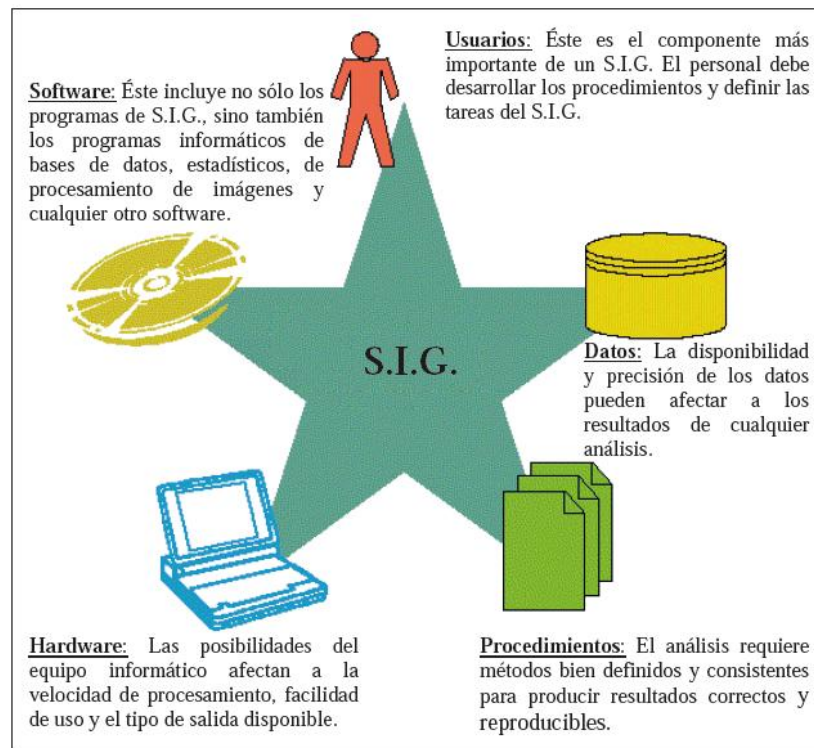 Usuarios: Éste es el componente más
importante de un S.I.G. El personal debe
desarrollar los procedimientos y definir las
tareas del S.I.G.
Software: Éste incluye no sólo los
programas de S.I.G., sino también
los programas informáticos de
bases de datos, estadísticos, de
procesamiento de imágenes y
cualquier otro software.
S.I.G.
Datos: La disponibilidad
y precisión de los datos
pueden afectar a los
resultados de cualquier
análisis.
Hardware: Las posibilidades del
equipo informático afectan a la
velocidad de procesamiento, facilidad
de uso y el tipo de salida disponible.
Procedimientos: El análisis requiere
métodos bien definidos y consistentes
para producir resultados correctos y
reproducibles.